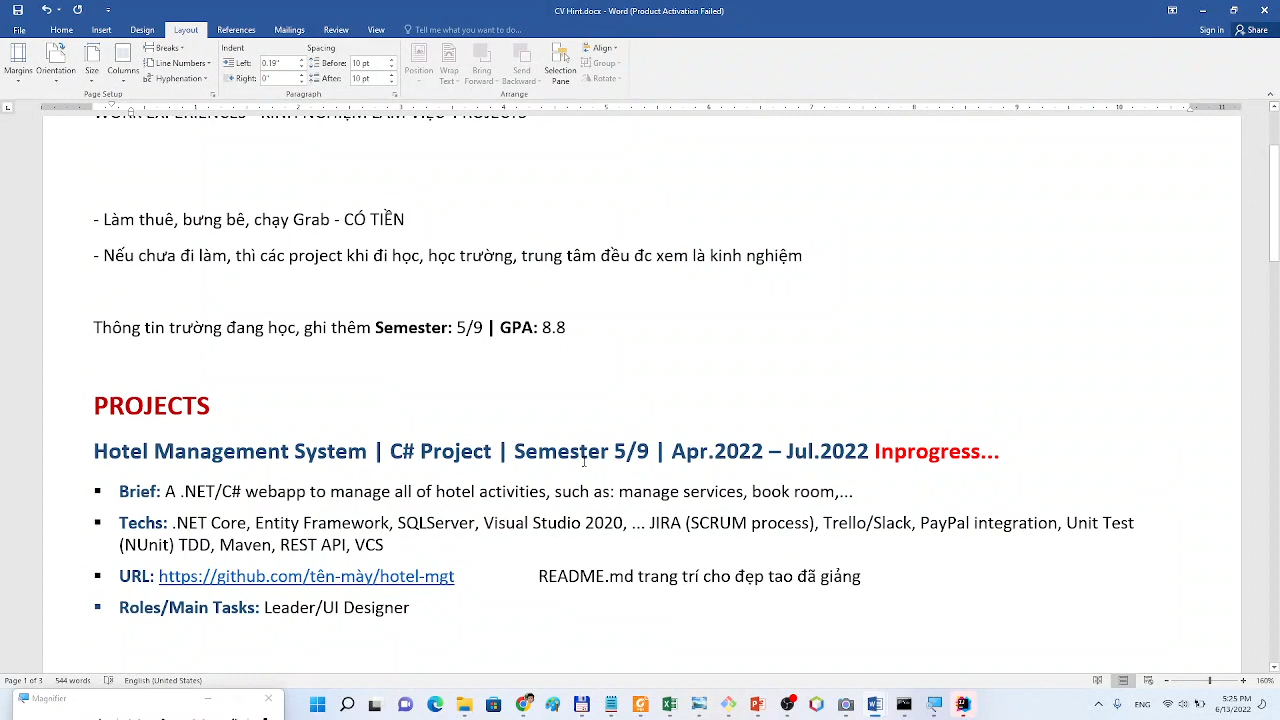 CV Hint.docx - Word (Product Activation Failed)
File Home Insert Design Layout References Mailings Review View Tell me what you want to do... Sign in Share
Margins Orientation Size Columns Breaks Line Numbers Hyphenation Page Setup
Indent Spacing
Left: 0.19" Before: 10 pt
Right: 0" After: 10 pt
Paragraph
Position Wrap Text Bring Forward Send Backward Selection Pane Align Group Rotate
Arrange
WORK EXPERIENCES - KINH NGHIỆM LÀM VIỆC-PROJECTS
- Làm thuê, bưng bê, chạy Grab - CÓ TIỀN
- Nếu chưa đi làm, thì các project khi đi học, học trường, trung tâm đều đc xem là kinh nghiệm
Thông tin trường đang học, ghi thêm Semester: 5/9 | GPA: 8.8
PROJECTS
Hotel Management System | C# Project | Semester 5/9 | Apr.2022 – Jul.2022 Inprogress...
▪ Brief: A .NET/C# webapp to manage all of hotel activities, such as: manage services, book room,...
▪ Techs: .NET Core, Entity Framework, SQLServer, Visual Studio 2020, ... JIRA (SCRUM process), Trello/Slack, PayPal integration, Unit Test
(NUnit) TDD, Maven, REST API, VCS
▪ URL: https://github.com/tên-mày/hotel-mgt README.md trang trí cho đẹp tao đã giảng
▪ Roles/Main Tasks: Leader/UI Designer
Page 1 of 3 544 words English (United States) 160%
Magnifier
ENG 5:25 PM
6/13/2022